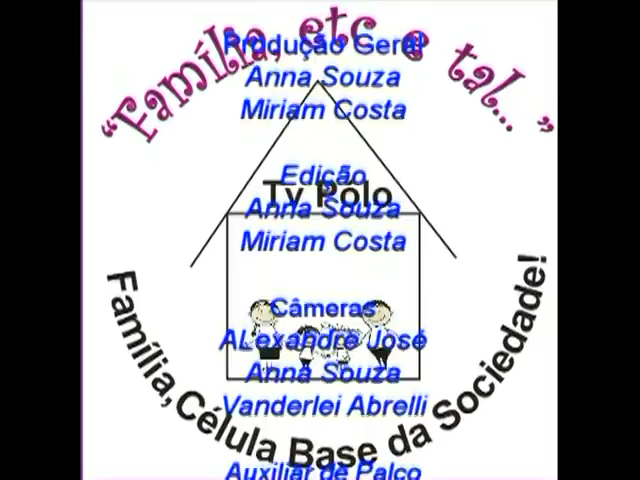 “Família, etc e tal...”
Produção Geral
Anna Souza
Miriam Costa
Edição
Tv Pólo
Anna Souza
Miriam Costa
Câmeras
ALexandre José
Anna Souza
Vanderlei Abrelli
Família, Célula Base da Sociedade!
Auxiliar de Palco